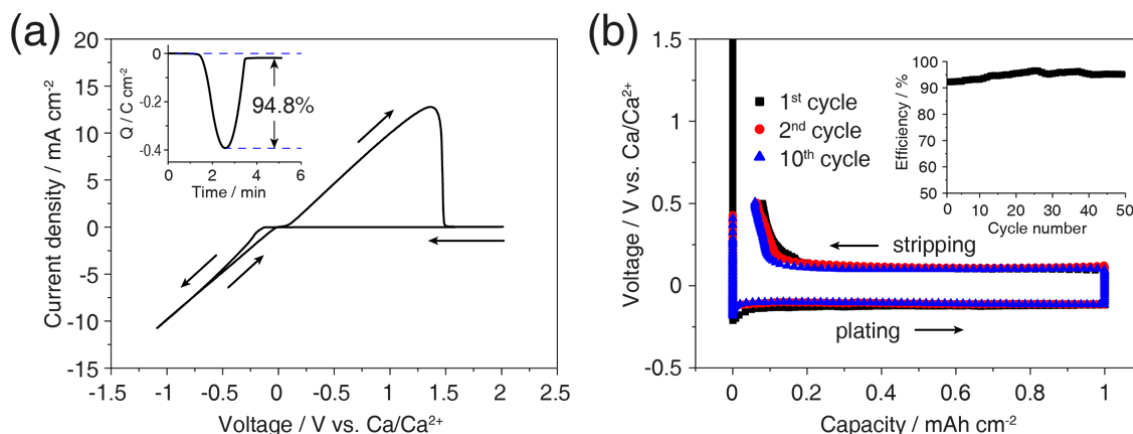 (a)
20
15
10
5
0
-5
-10
-15
Current density / mA cm-2
-1.5 -1 -0.5 0 0.5 1 1.5 2 2.5
Voltage / V vs. Ca/Ca2+
0
-0.2
-0.4
Q / C cm-2
94.8%
0 2 4 6
Time / min
(b)
1.5
1.0
0.5
0
-0.5
Voltage / V vs. Ca/Ca2+
1st cycle
2nd cycle
10th cycle
100
90
80
70
60
50
Efficiency / %
0 10 20 30 40 50
Cycle number
stripping
plating
0 0.2 0.4 0.6 0.8 1
Capacity / mAh cm-2